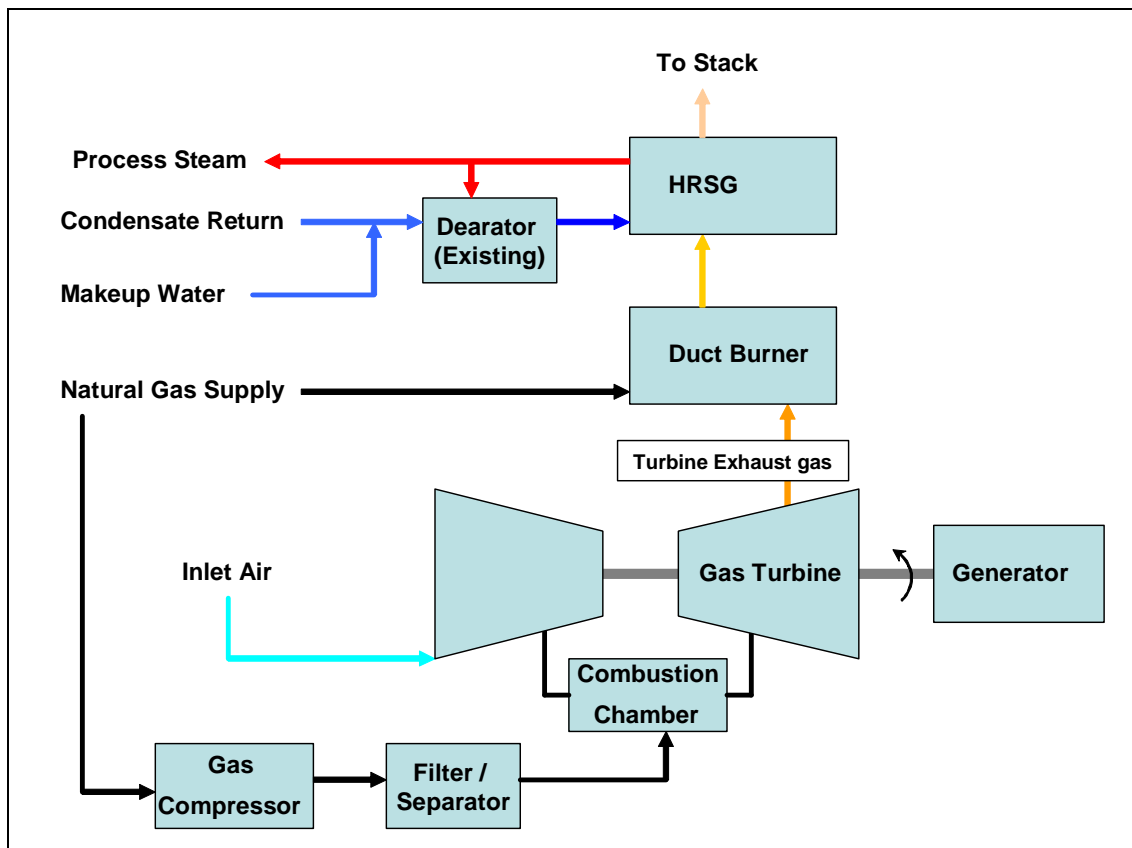 To Stack
Process Steam
HRSG
Condensate Return
Dearator
(Existing)
Makeup Water
Duct Burner
Natural Gas Supply
Turbine Exhaust gas
Inlet Air
Gas Turbine
Generator
Combustion
Chamber
Gas
Compressor
Filter /
Separator